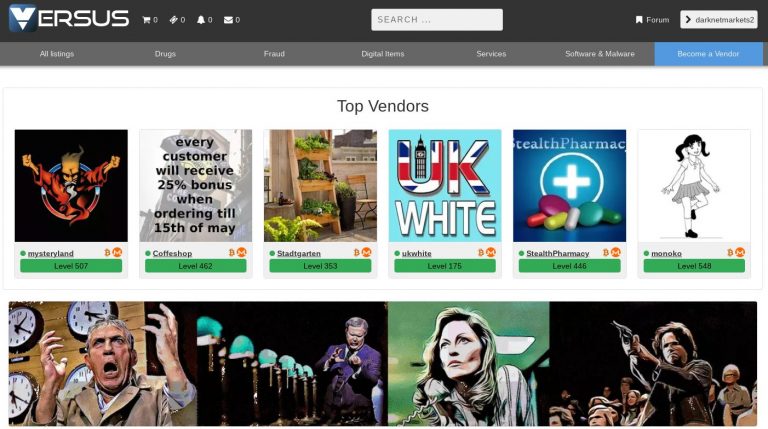 VERSUS
0 0 0 0
SEARCH ...
Forum
darknetmarkets2
All listings
Drugs
Fraud
Digital Items
Services
Software & Malware
Become a Vendor
Top Vendors
every
customer
will receive
25% bonus
when
ordering till
15th of may
UK
WHITE
StealthPharmacy
mysteryland
Level 507
Coffeshop
Level 462
Stadtgarten
Level 353
ukwhite
Level 175
StealthPharmacy
Level 446
monoko
Level 548